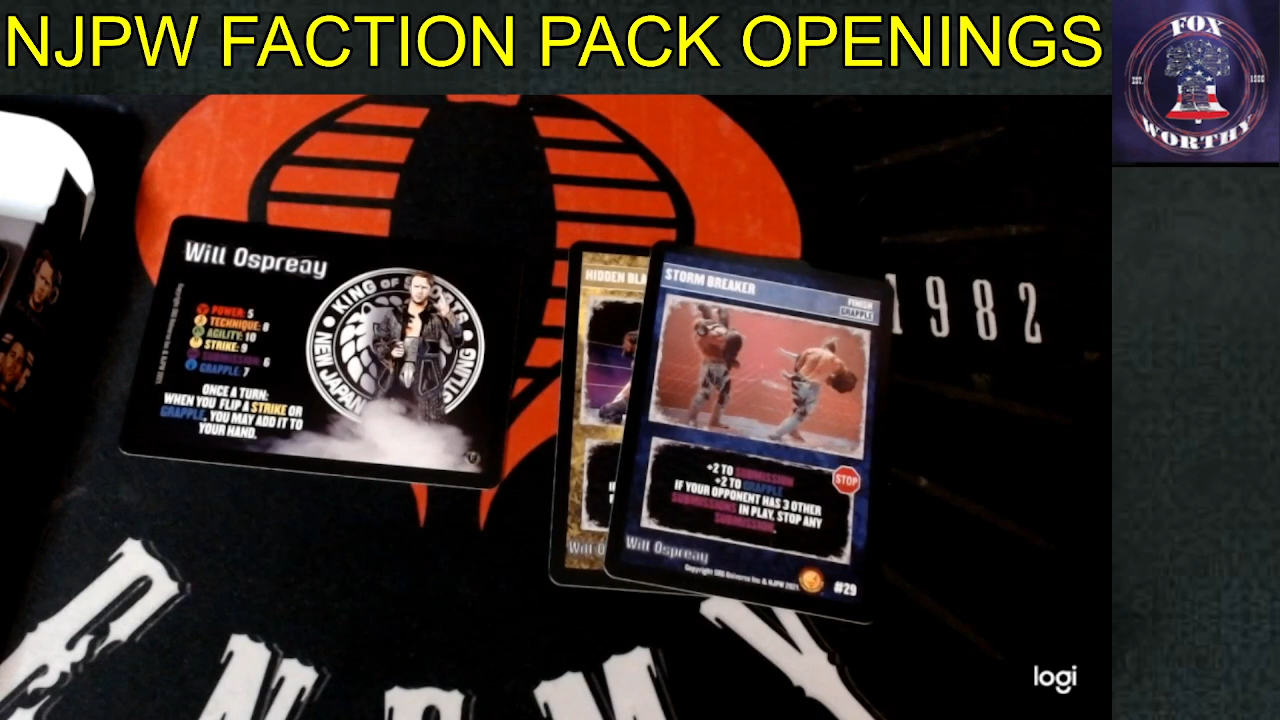 NJPW FACTION PACK OPENINGS
FOX
EST.
WORTHY
Will Ospreay
POWER: 5
TECHNIQUE: 8
AGILITY: 10
STRIKE: 9
SUBMISSION: 6
GRAPPLE: 7
ONCE A TURN:
WHEN YOU FLIP A STRIKE OR
GRAPPLE, YOU MAY ADD IT TO
YOUR HAND.
KING OF SPORTS
NEW JAPAN
HIDDEN BLA
Will O
STORM BREAKER
FINISH
GRAPPLE
+2 TO SUBMISSION
+2 TO GRAPPLE
IF YOUR OPPONENT HAS 3 OTHER
SUBMISSIONS IN PLAY, STOP ANY
SUBMISSION.
STOP
Will Ospreay
Copyright SRG Universe Inc & NJPW 2021
#29
1982
logi